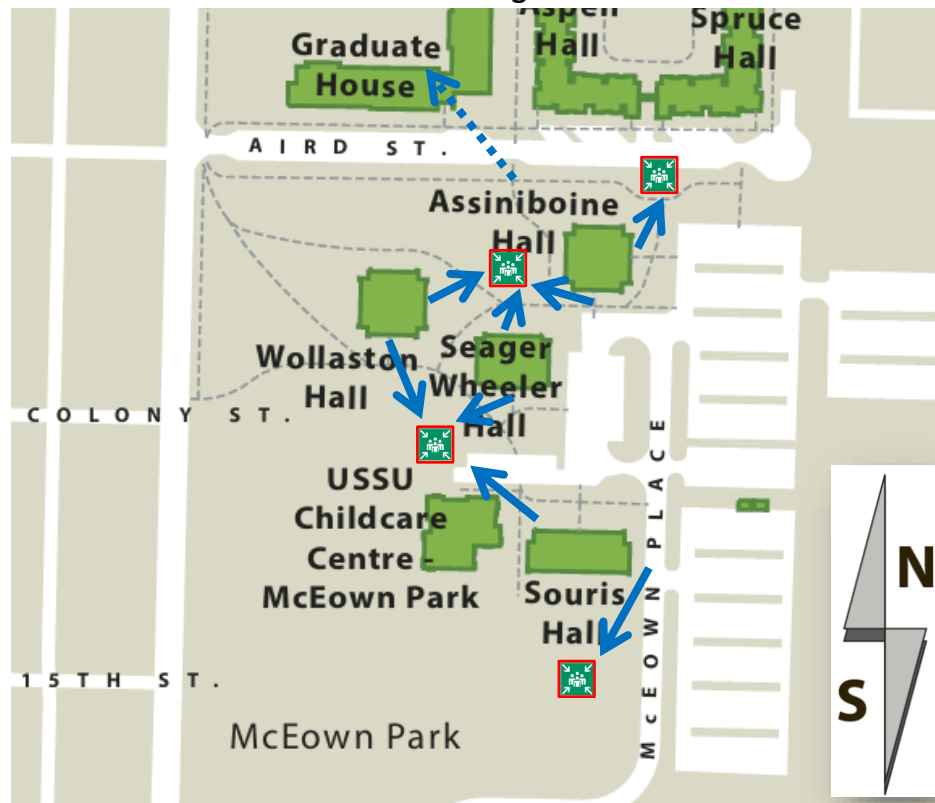 Aspen
Hall
Spruce
Hall
Graduate
House
AIRD ST.
Assiniboine
Hall
Wollaston
Hall
Seager
Wheeler
Hall
COLONY ST.
USSU
Childcare
Centre -
McEown Park
Souris
Hall
McEOWN PLACE
15TH ST.
McEown Park
N
S